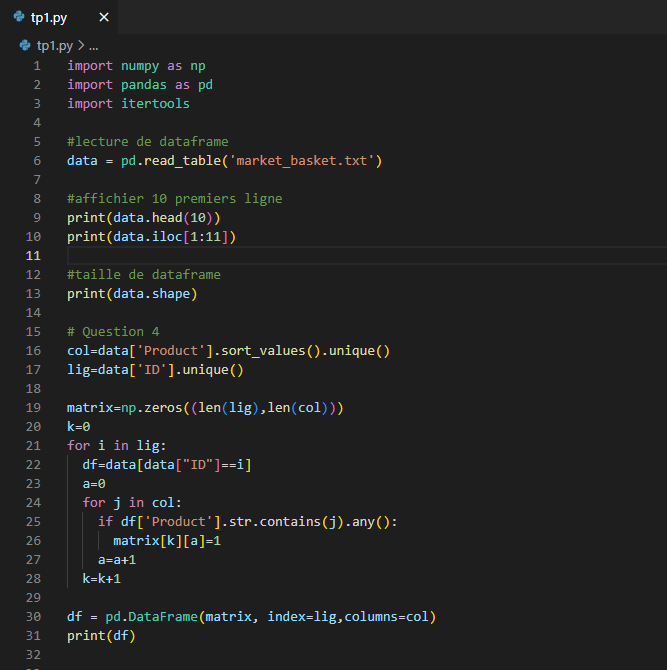 tp1.py ×
tp1.py > ...
1 import numpy as np
2 import pandas as pd
3 import itertools
4
5 #lecture de dataframe
6 data = pd.read_table('market_basket.txt')
7
8 #affichier 10 premiers ligne
9 print(data.head(10))
10 print(data.iloc[1:11])
11
12 #taille de dataframe
13 print(data.shape)
14
15 # Question 4
16 col=data['Product'].sort_values().unique()
17 lig=data['ID'].unique()
18
19 matrix=np.zeros((len(lig),len(col)))
20 k=0
21 for i in lig:
22   df=data[data["ID"]==i]
23   a=0
24   for j in col:
25     if df['Product'].str.contains(j).any():
26       matrix[k][a]=1
27     a=a+1
28   k=k+1
29
30 df = pd.DataFrame(matrix, index=lig,columns=col)
31 print(df)
32